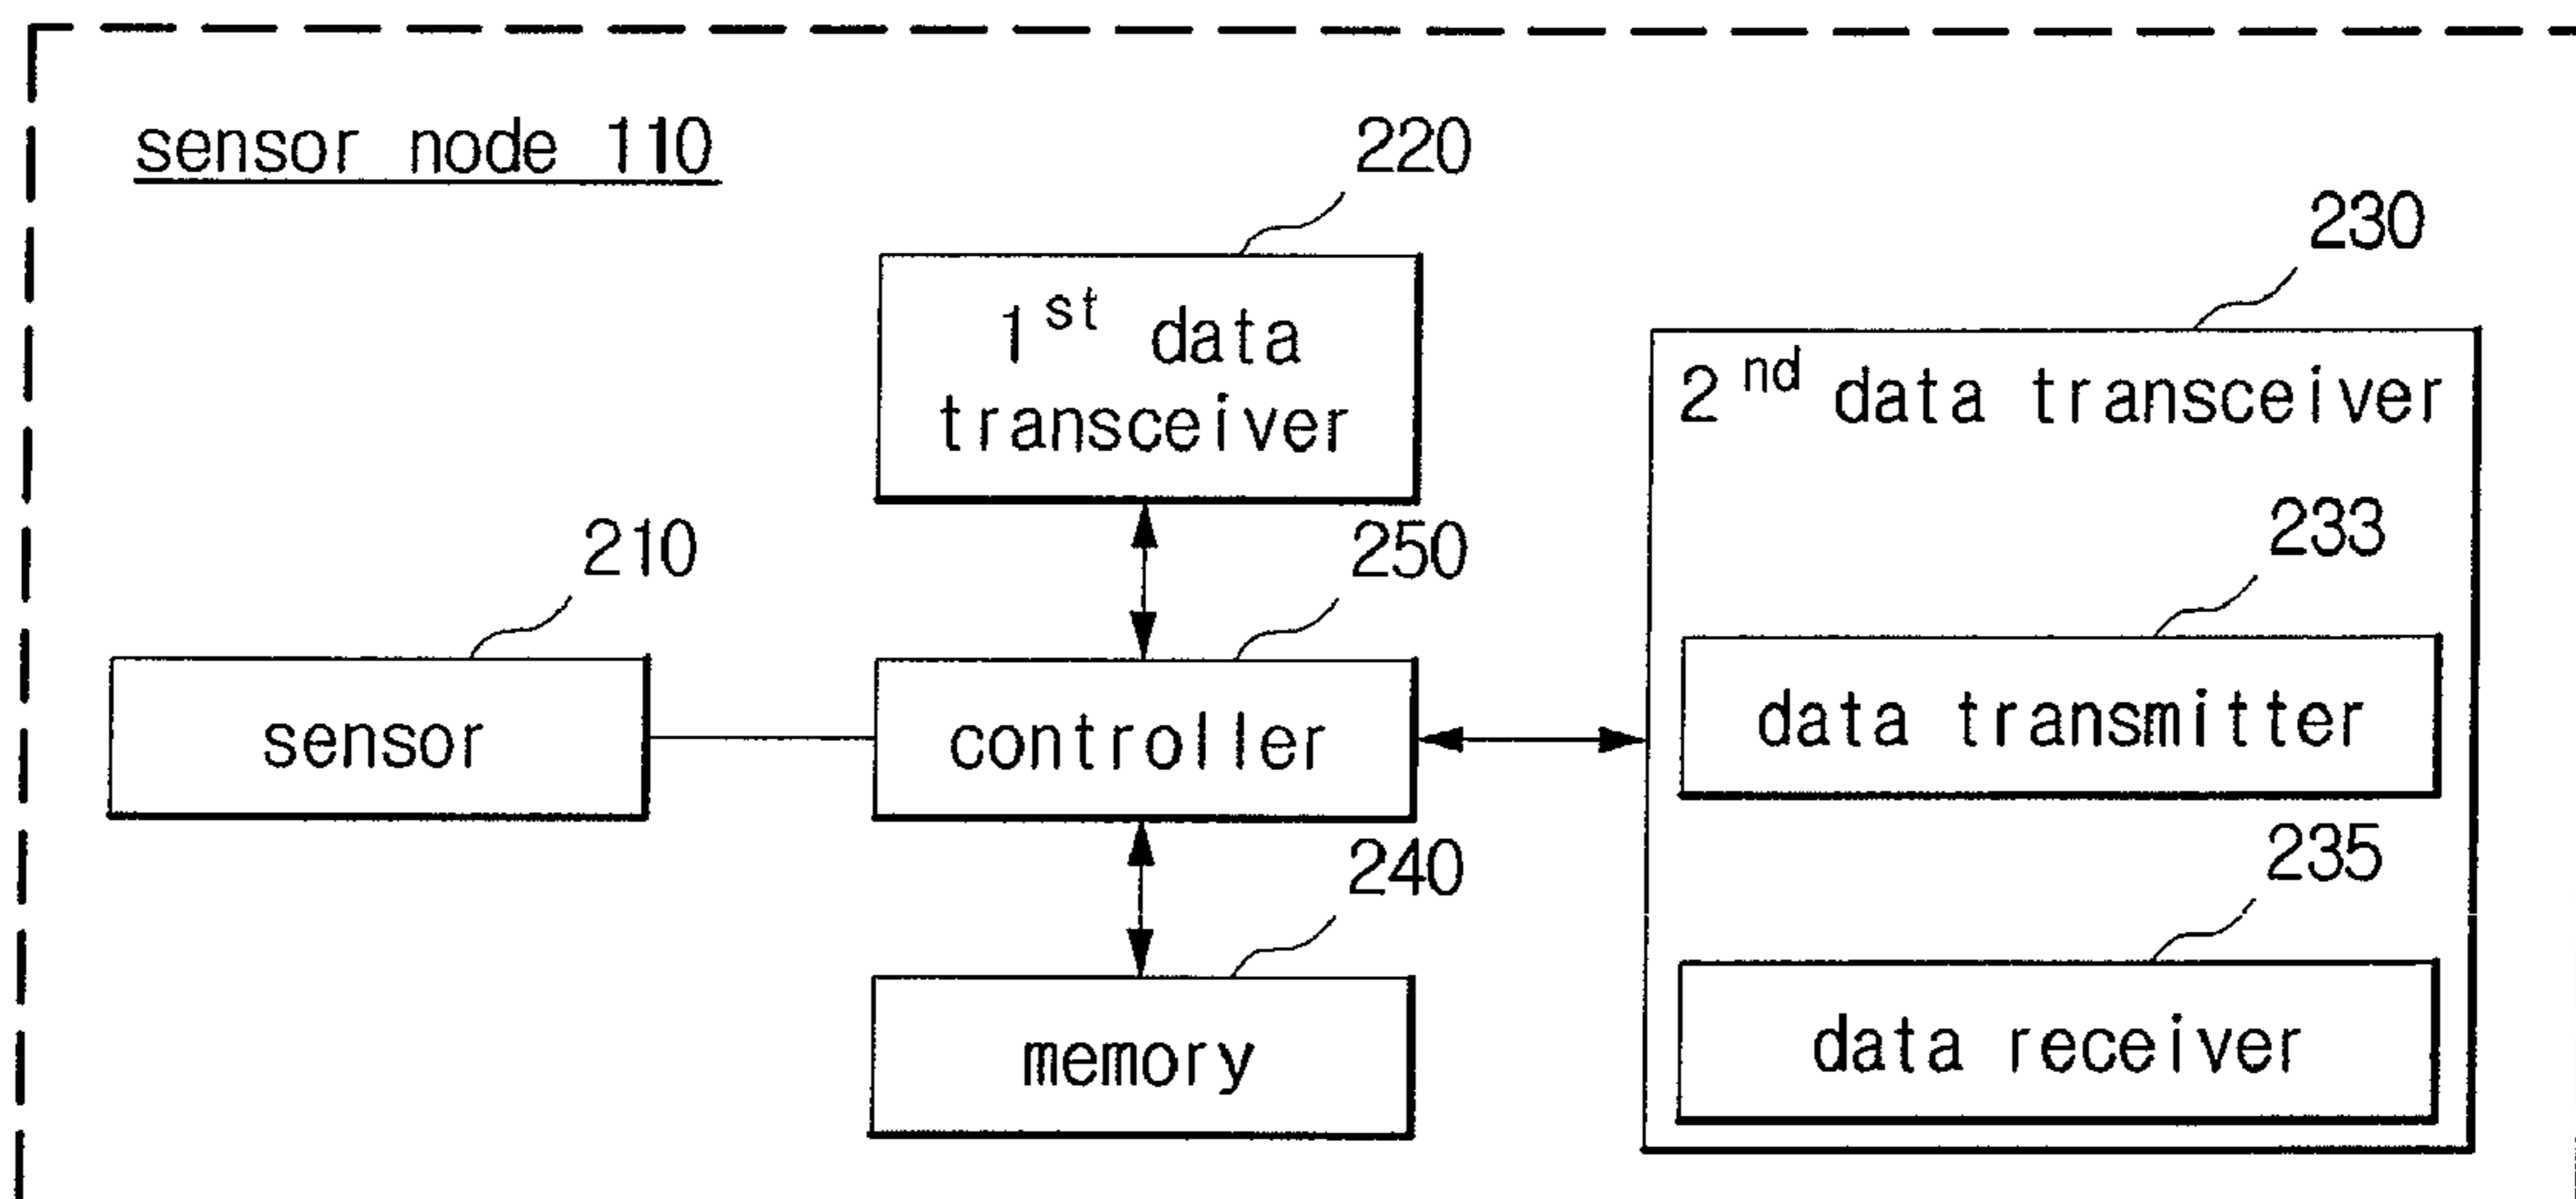 sensor node 110
220
230
1st data
transceiver
2nd data transceiver
210
250
233
sensor
controller
data transmitter
240
235
memory
data receiver